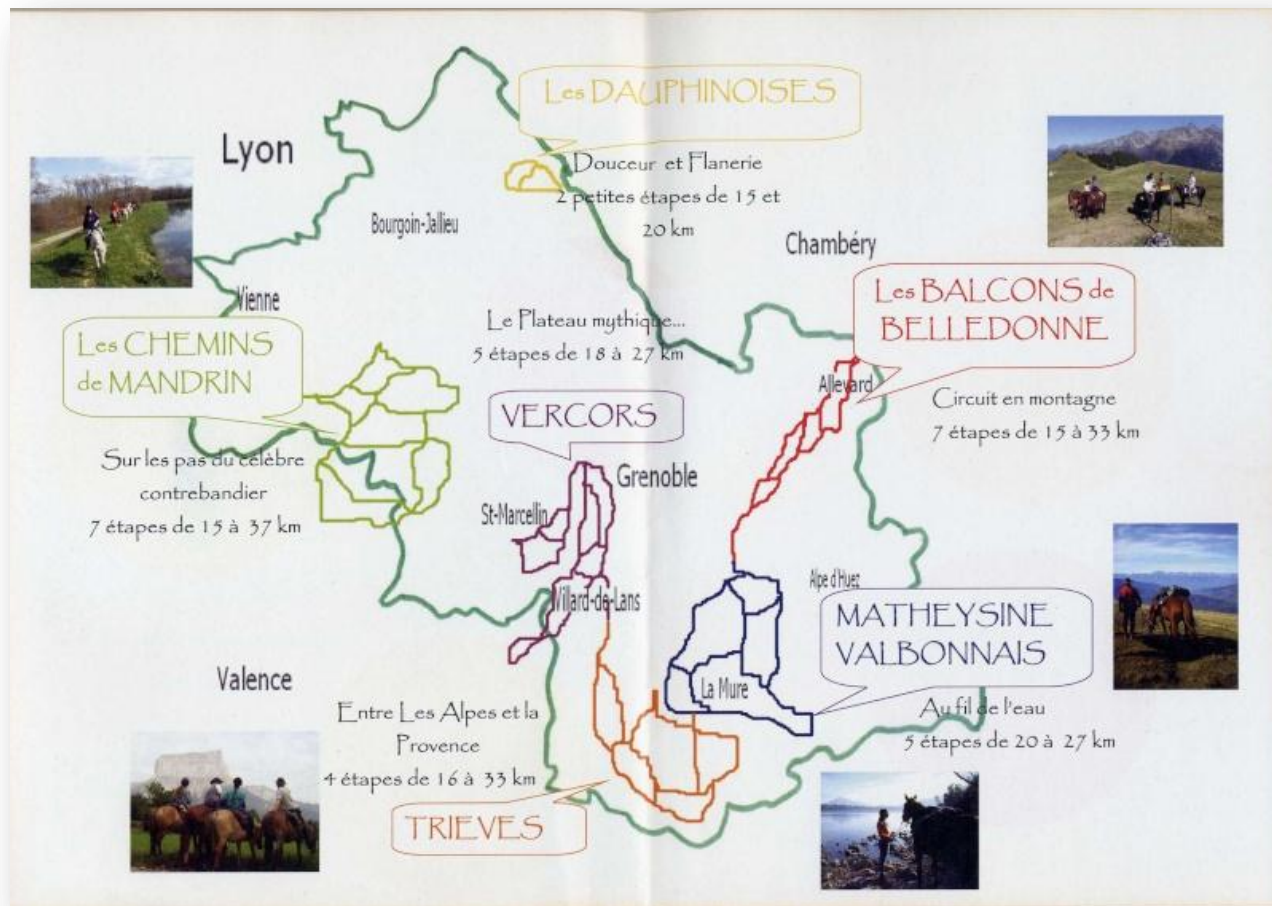 Les DAUPHINOISES
Lyon
Douceur et Flanerie
2 petites étapes de 15 et
20 km
Bourgoin-Jallieu
Chambéry
Vienne
Les BALCONS de
BELLEDONNE
Le Plateau mythique...
5 étapes de 18 à 27 km
Les CHEMINS
de MANDRIN
Allevard
Circuit en montagne
7 étapes de 15 à 33 km
VERCORS
Sur les pas du célèbre
contrebandier
7 étapes de 15 à 37 km
Grenoble
St-Marcellin
Alpe d'Huez
Villard-de-Lans
MATHEYSINE
VALBONNAIS
Valence
La Mure
Entre Les Alpes et la
Provence
4 étapes de 16 à 33 km
Au fil de l'eau
5 étapes de 20 à 27 km
TRIEVES